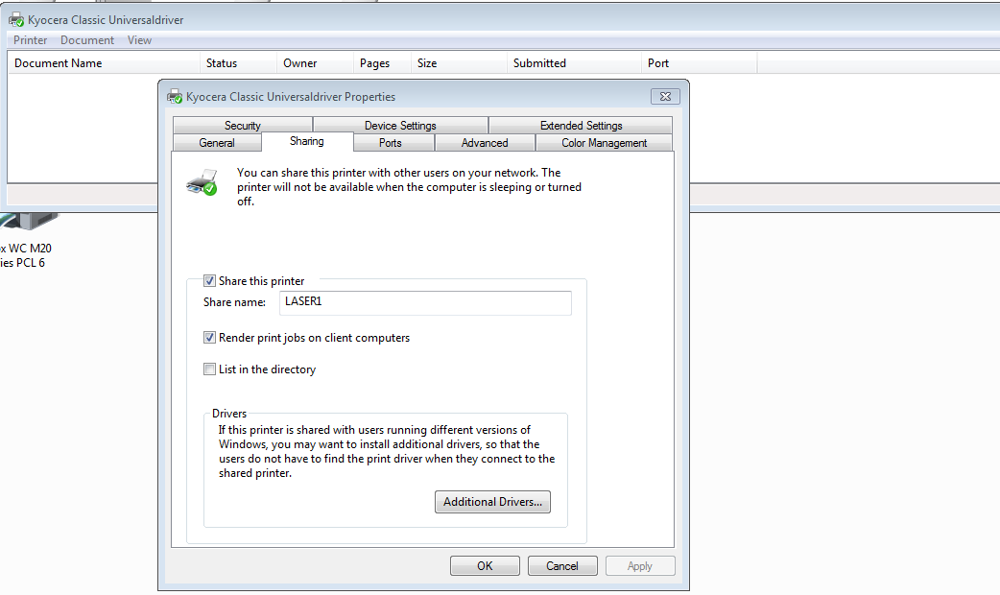 Kyocera Classic Universaldriver
Printer Document View
Document Name Status Owner Pages Size Submitted Port
Kyocera Classic Universaldriver Properties
Security Device Settings Extended Settings
General Sharing Ports Advanced Color Management
You can share this printer with other users on your network. The
printer will not be available when the computer is sleeping or turned
off.
x WC M20
ies PCL 6
Share this printer
Share name: LASER1
Render print jobs on client computers
List in the directory
Drivers
If this printer is shared with users running different versions of
Windows, you may want to install additional drivers, so that the
users do not have to find the print driver when they connect to the
shared printer.
Additional Drivers...
OK Cancel Apply